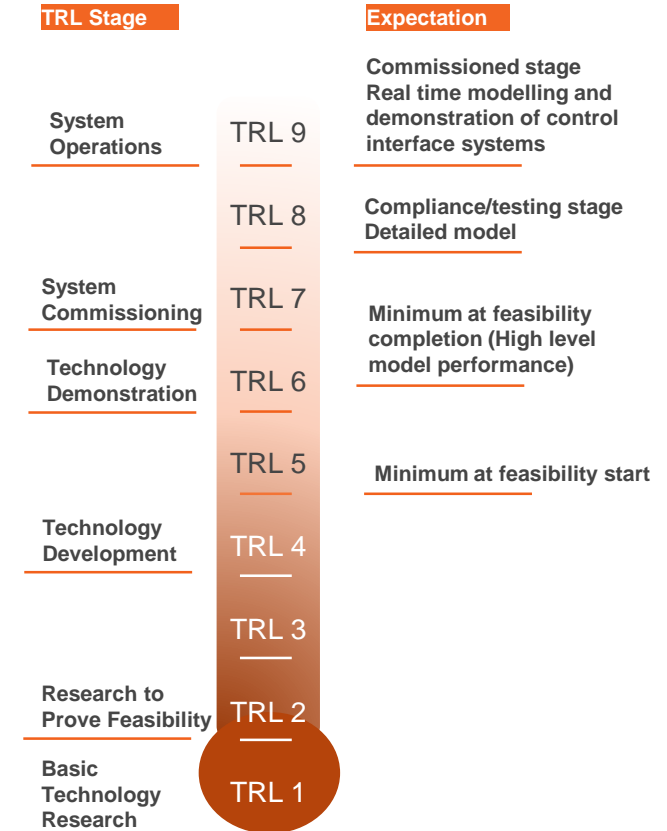 TRL Stage
Expectation
System
Operations
TRL 9
Commissioned stage
Real time modelling and
demonstration of control
interface systems
TRL 8
Compliance/testing stage
Detailed model
System
Commissioning
TRL 7
Technology
Demonstration
TRL 6
Minimum at feasibility
completion (High level
model performance)
TRL 5
Minimum at feasibility start
Technology
Development
TRL 4
TRL 3
Research to
Prove Feasibility
TRL 2
Basic
Technology
Research
TRL 1